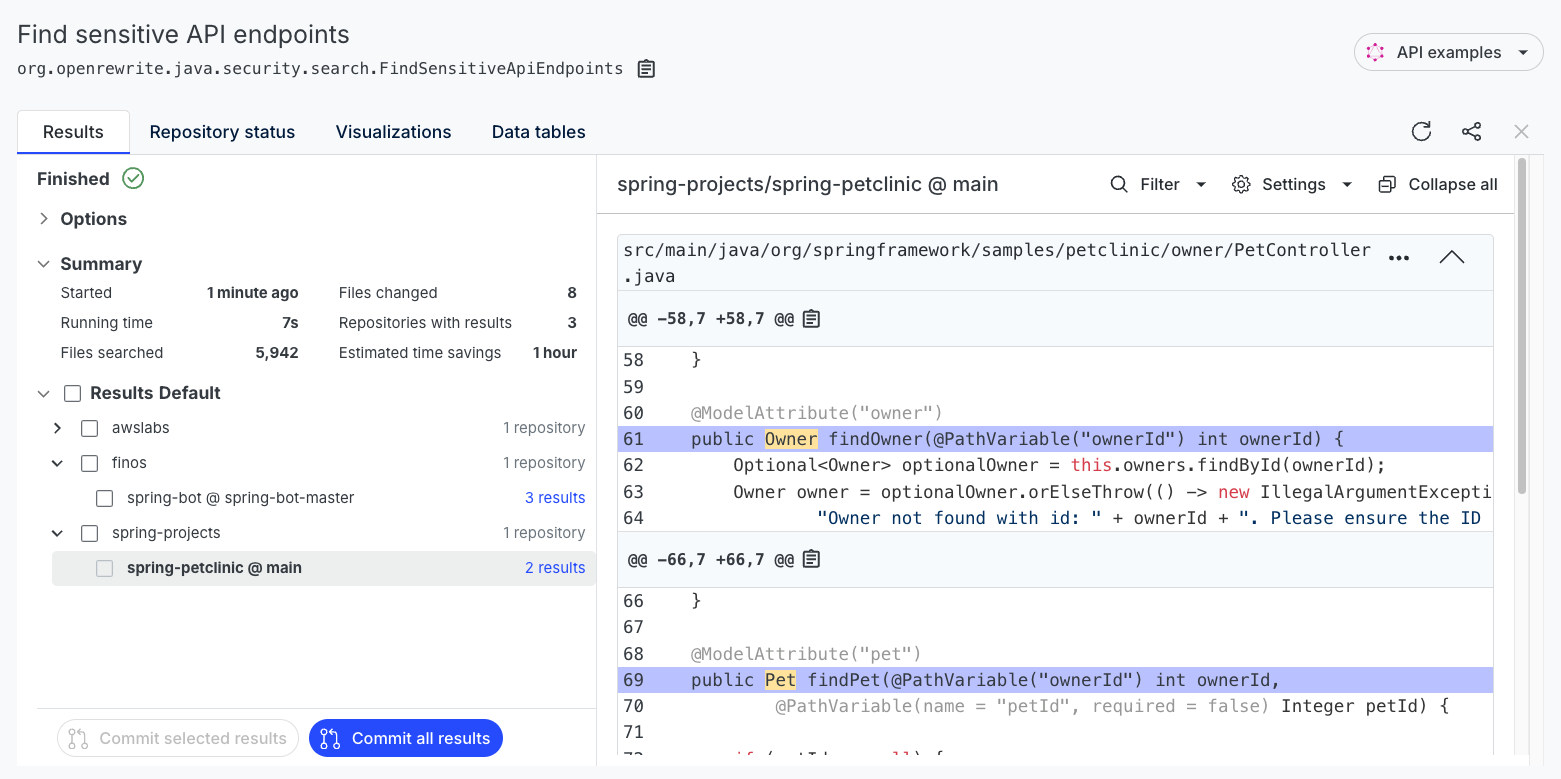 Find sensitive API endpoints
org.openrewrite.java.security.search.FindSensitiveApiEndpoints
API examples
Results
Repository status
Visualizations
Data tables
Finished
Options
Summary
Started 1 minute ago Files changed 8
Running time 7s Repositories with results 3
Files searched 5,942 Estimated time savings 1 hour
Results Default
awslabs 1 repository
finos 1 repository
spring-bot @ spring-bot-master 3 results
spring-projects 1 repository
spring-petclinic @ main 2 results
Commit selected results
Commit all results
spring-projects/spring-petclinic @ main
Filter
Settings
Collapse all
src/main/java/org/springframework/samples/petclinic/owner/PetController
.java
@@ -58,7 +58,7 @@
58 }
59
60 @ModelAttribute("owner")
61 public Owner findOwner(@PathVariable("ownerId") int ownerId) {
62 Optional<Owner> optionalOwner = this.owners.findById(ownerId);
63 Owner owner = optionalOwner.orElseThrow(() -> new IllegalArgumentExcepti
64 "Owner not found with id: " + ownerId + ". Please ensure the ID
@@ -66,7 +66,7 @@
66 }
67
68 @ModelAttribute("pet")
69 public Pet findPet(@PathVariable("ownerId") int ownerId,
70 @PathVariable(name = "petId", required = false) Integer petId) {
71